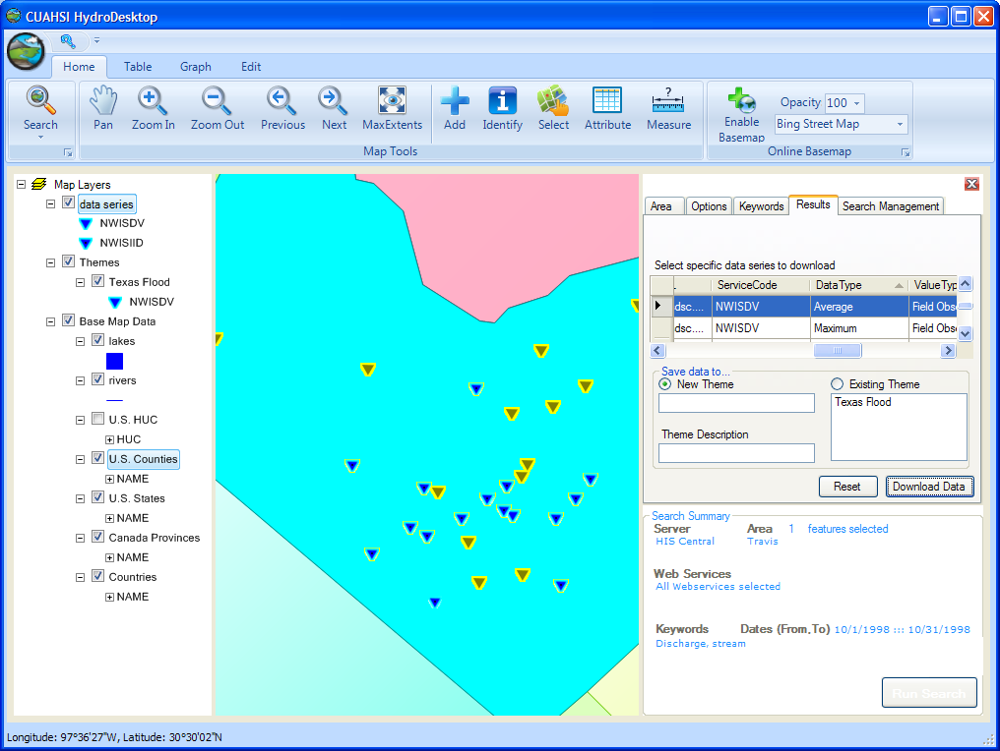 CUAHSI HydroDesktop
Home Table Graph Edit
Search Pan Zoom In Zoom Out Previous Next MaxExtents Add Identify Select Attribute Measure Enable Basemap Opacity 100
Bing Street Map
Map Tools Online Basemap
Map Layers
data series
NWISDV
NWISIID
Themes
Texas Flood
NWISDV
Base Map Data
lakes
rivers
U.S. HUC
HUC
U.S. Counties
NAME
U.S. States
NAME
Canada Provinces
NAME
Countries
NAME
Area Options Keywords Results Search Management
Select specific data series to download
ServiceCode DataType ValueTyp
dsc.... NWISDV Average Field Obs
dsc.... NWISDV Maximum Field Obs
Save data to...
New Theme Existing Theme
Texas Flood
Theme Description
Reset Download Data
Search Summary
Server Area 1 features selected
HIS Central Travis
Web Services
All Webservices selected
Keywords Dates (From,To) 10/1/1998 ::: 10/31/1998
Discharge, stream
Run Search
Longitude: 97°36'27"W, Latitude: 30°30'02"N